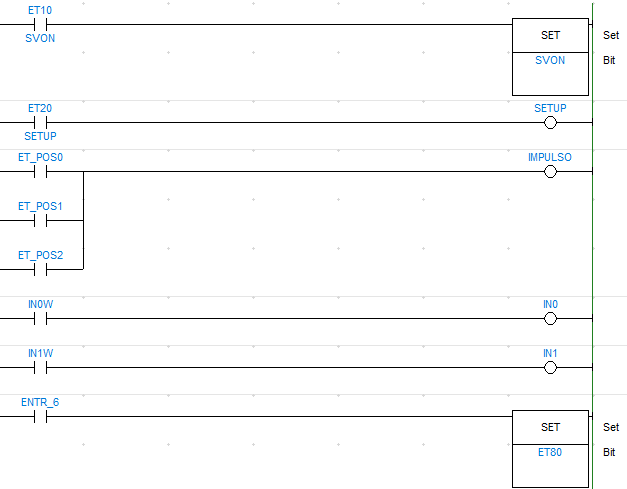 ET10
SVON
SET
Set
SVON
Bit
ET20
SETUP
SETUP
ET_POS0
IMPULSO
ET_POS1
ET_POS2
IN0W
IN0
IN1W
IN1
ENTR_6
SET
Set
ET80
Bit